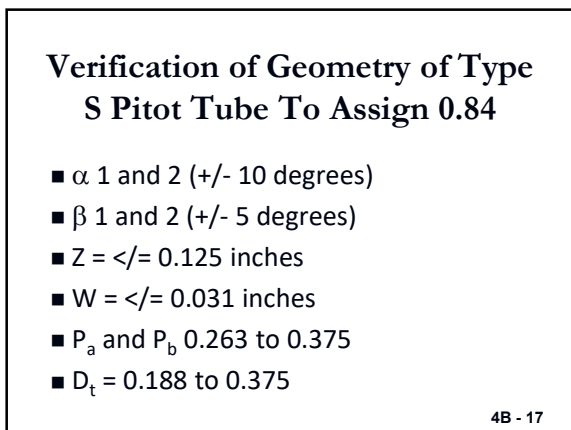 Verification of Geometry of Type
S Pitot Tube To Assign 0.84
■ α 1 and 2 (+/- 10 degrees)
■ β 1 and 2 (+/- 5 degrees)
■ Z = </= 0.125 inches
■ W = </= 0.031 inches
■ Pa and Pb 0.263 to 0.375
■ Dt = 0.188 to 0.375
4B - 17